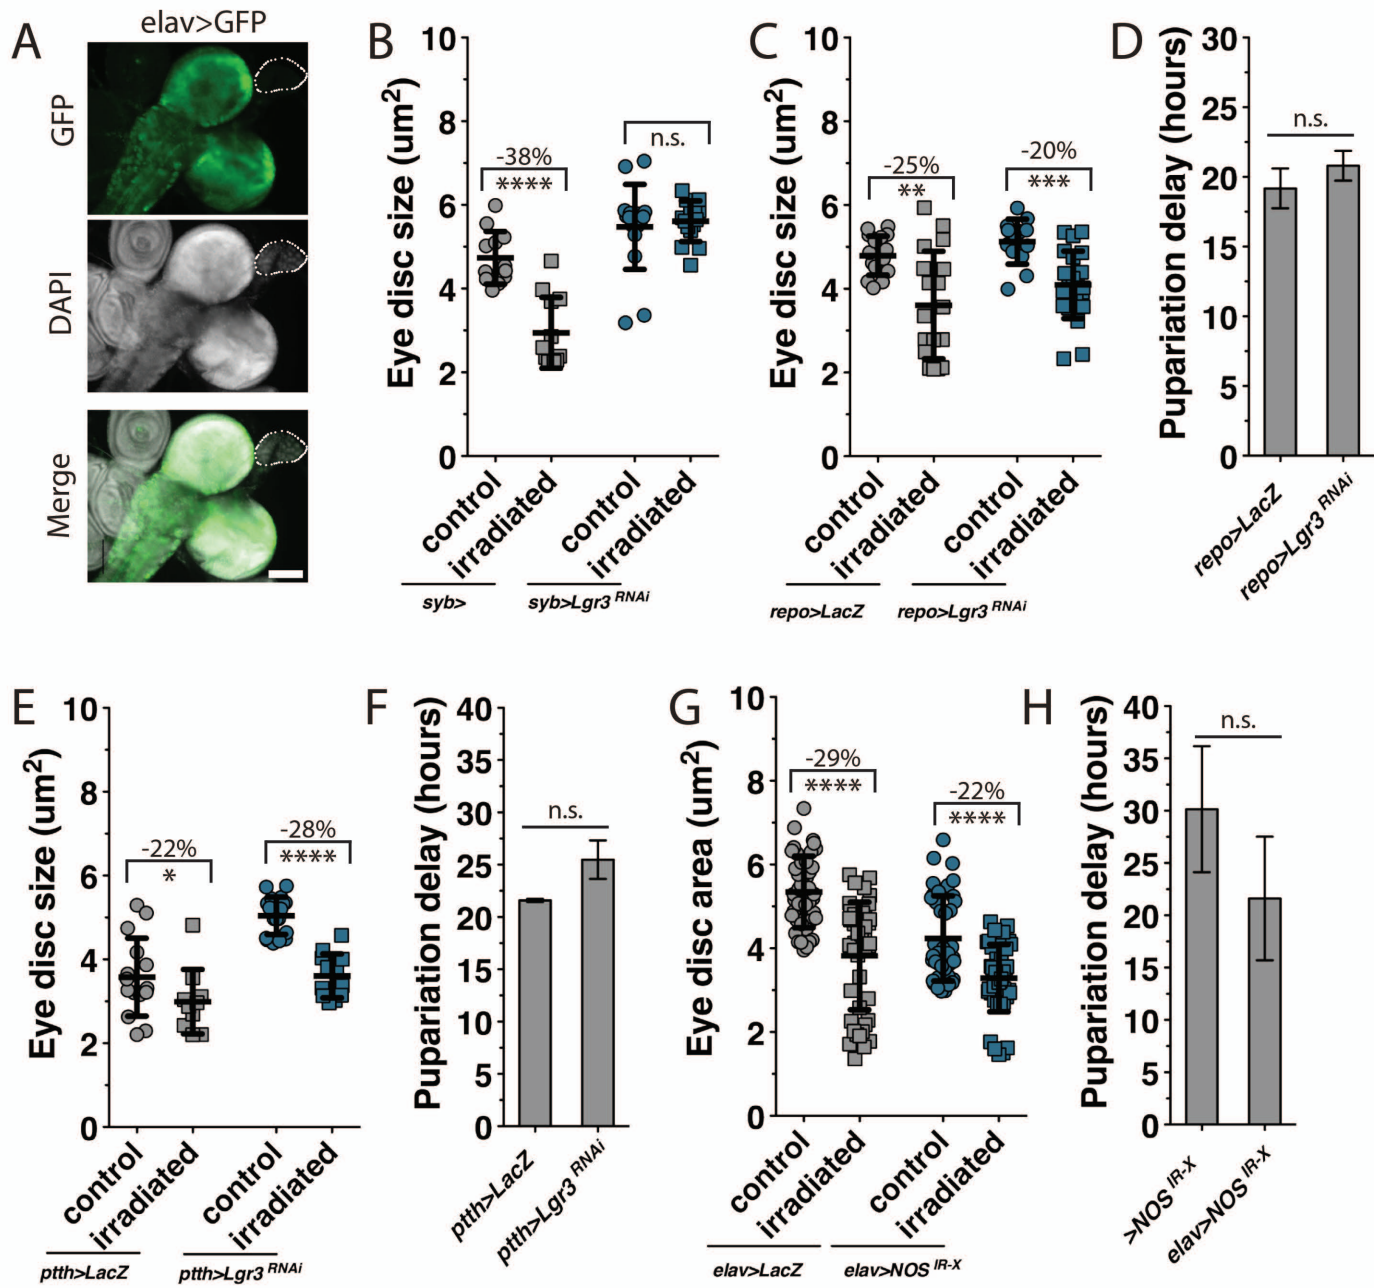 A
elav>GFP
GFP
DAPI
Merge
B
Eye disc size (um²)
10
8
6
4
2
0
-38%
****
n.s.
control
irradiated
control
irradiated
syb>
syb>Lgr3 RNAi
C
Eye disc size (um²)
10
8
6
4
2
0
-25%
**
-20%
***
control
irradiated
control
irradiated
repo>LacZ
repo>Lgr3 RNAi
D
Pupariation delay (hours)
30
25
20
15
10
5
0
n.s.
repo>LacZ
repo>Lgr3 RNAi
E
Eye disc size (um²)
10
8
6
4
2
0
-22%
*
-28%
****
control
irradiated
control
irradiated
ptth>LacZ
ptth>Lgr3 RNAi
F
Pupariation delay (hours)
40
35
30
25
20
15
10
5
0
n.s.
ptth>LacZ
ptth>Lgr3 RNAi
G
Eye disc area (um²)
10
8
6
4
2
0
-29%
****
-22%
****
control
irradiated
control
irradiated
elav>LacZ
elav>NOS IR-X
H
Pupariation delay (hours)
40
35
30
25
20
15
10
5
0
n.s.
>NOS IR-X
elav>NOS IR-X